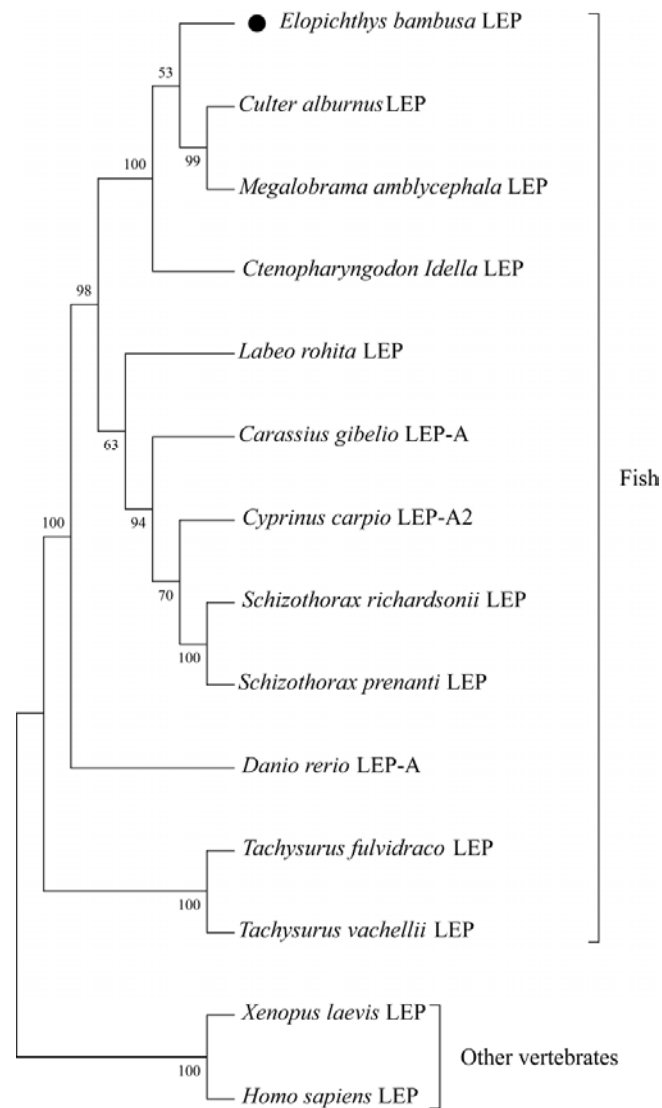 Elopichthys bambusa LEP
53
Culter alburnus LEP
99
100
Megalobrama amblycephala LEP
Ctenopharyngodon Idella LEP
98
Labeo rohita LEP
63
Carassius gibelio LEP-A
Fish
94
Cyprinus carpio LEP-A2
100
70
Schizothorax richardsonii LEP
100
Schizothorax prenanti LEP
Danio rerio LEP-A
Tachysurus fulvidraco LEP
100
Tachysurus vachellii LEP
Xenopus laevis LEP
Other vertebrates
100
Homo sapiens LEP